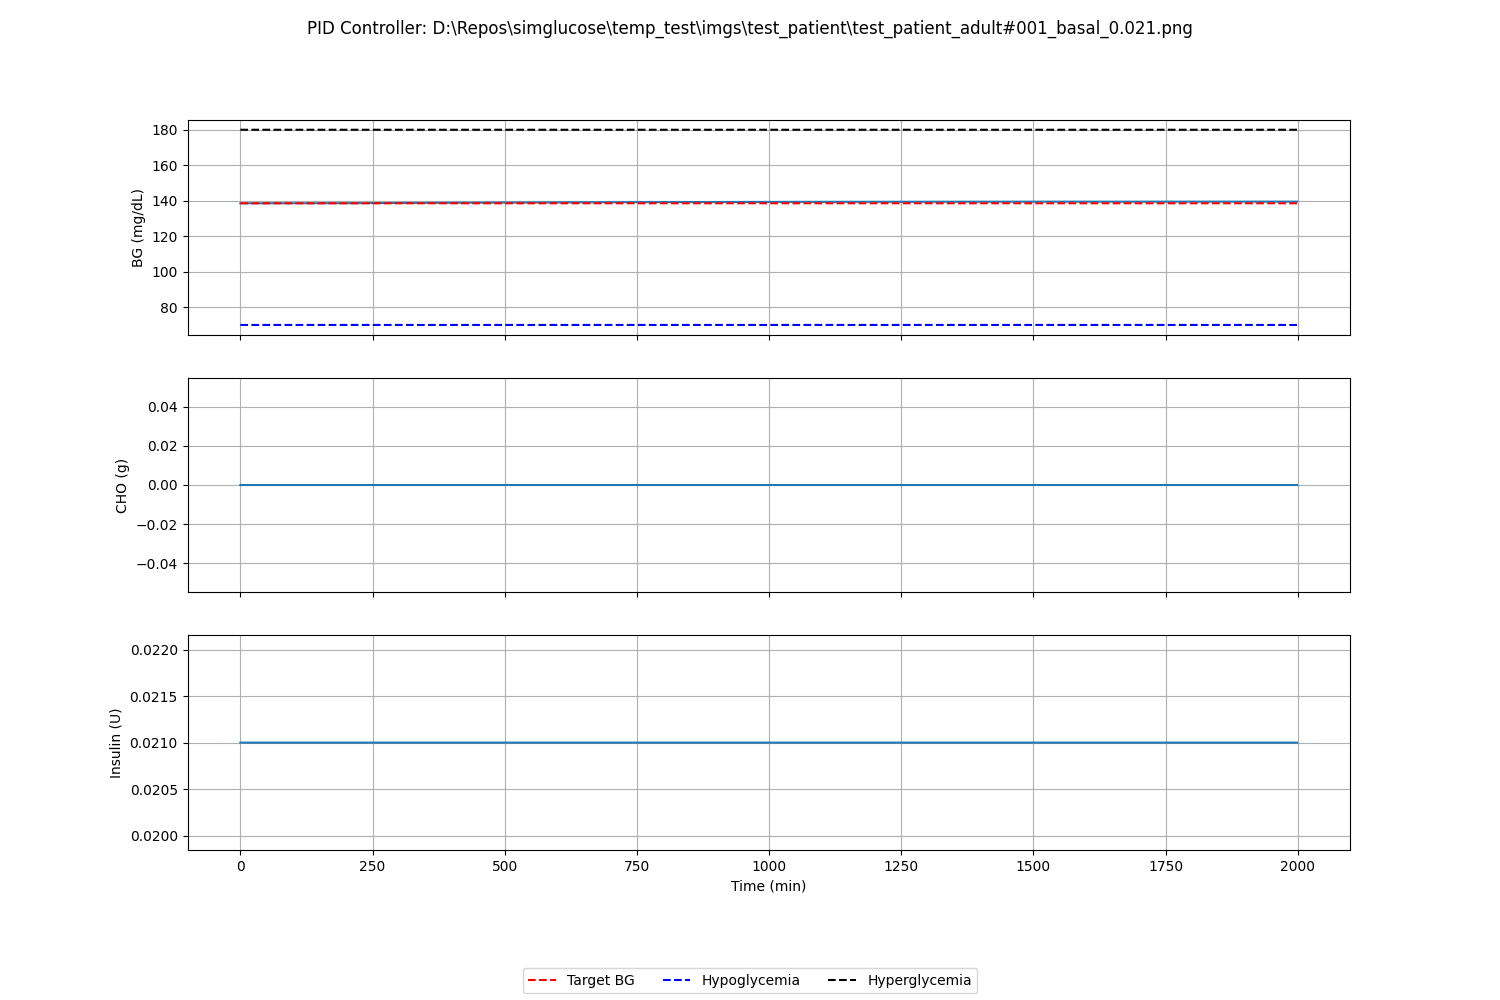 PID Controller: D:\Repos\simglucose\temp_test\imgs\test_patient\test_patient_adult#001_basal_0.021.png
180
160
140
120
100
80
BG (mg/dL)
0.04
0.02
0.00
−0.02
−0.04
CHO (g)
0.0220
0.0215
0.0210
0.0205
0.0200
Insulin (U)
0 250 500 750 1000 1250 1500 1750 2000
Time (min)
Target BG Hypoglycemia Hyperglycemia